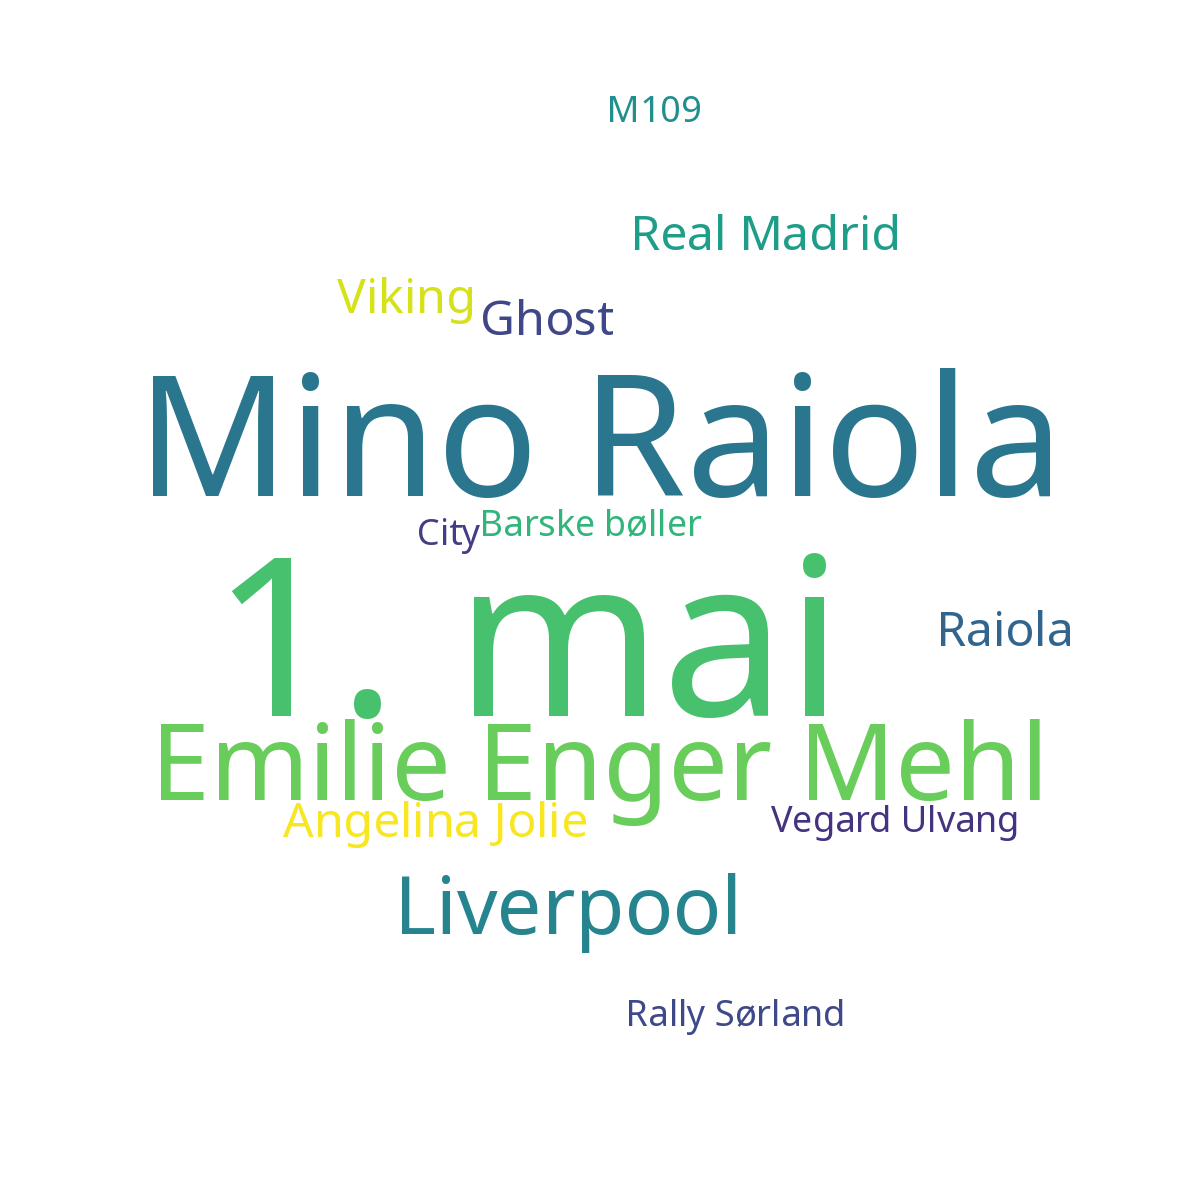 M109
Real Madrid
Viking
Ghost
Mino Raiola
City
Barske bøller
1. mai
Raiola
Emilie Enger Mehl
Angelina Jolie
Vegard Ulvang
Liverpool
Rally Sørland